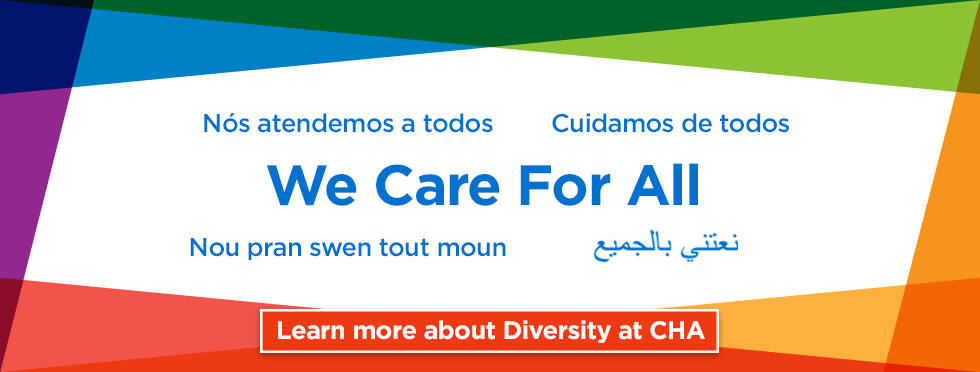 Nós atendemos a todos
Cuidamos de todos
We Care For All
Nou pran swen tout moun
نعتني بالجميع
Learn more about Diversity at CHA